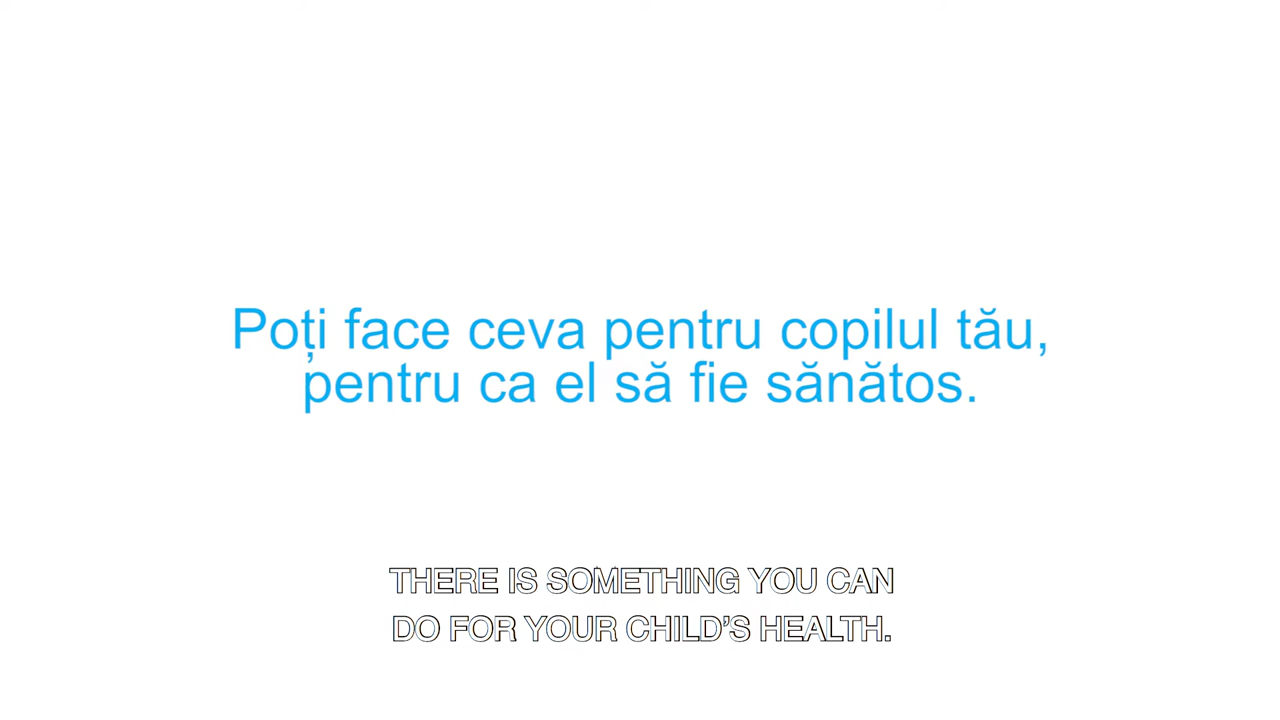 Poți face ceva pentru copilul tău,
pentru ca el să fie sănătos.
THERE IS SOMETHING YOU CAN
DO FOR YOUR CHILD'S HEALTH.